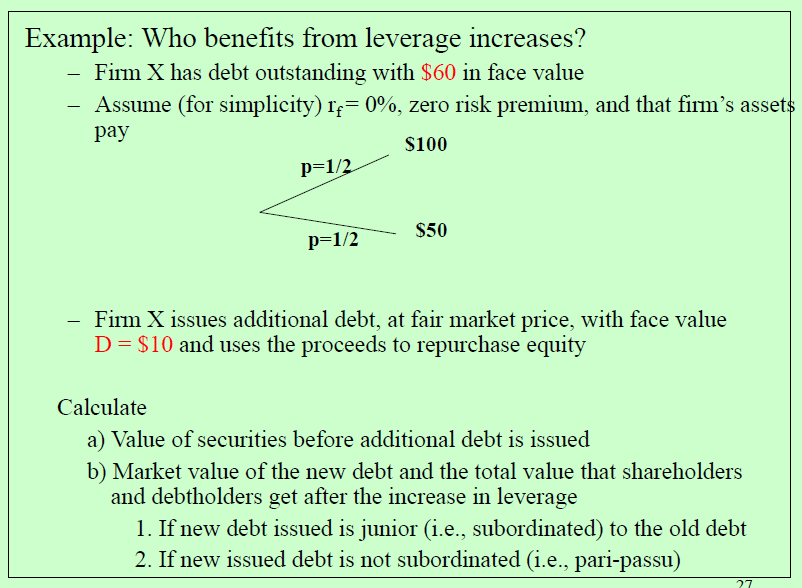 Example: Who benefits from leverage increases?
– Firm X has debt outstanding with $60 in face value
– Assume (for simplicity) rf= 0%, zero risk premium, and that firm's assets
pay
$100
p=1/2
$50
p=1/2
– Firm X issues additional debt, at fair market price, with face value
D = $10 and uses the proceeds to repurchase equity
Calculate
a) Value of securities before additional debt is issued
b) Market value of the new debt and the total value that shareholders
and debtholders get after the increase in leverage
1. If new debt issued is junior (i.e., subordinated) to the old debt
2. If new issued debt is not subordinated (i.e., pari-passu)
27